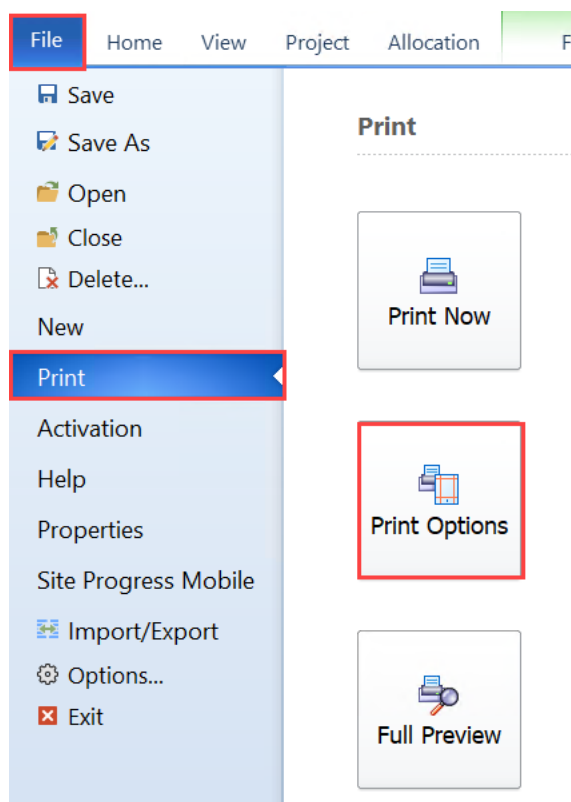 File Home View Project Allocation F
Save
Save As
Open
Close
Delete...
New
Print
Activation
Help
Properties
Site Progress Mobile
Import/Export
Options...
Exit
Print
Print Now
Print Options
Full Preview